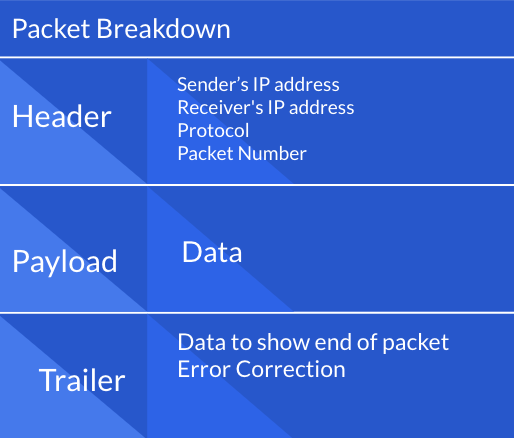 Packet Breakdown
Header
Sender’s IP address
Receiver's IP address
Protocol
Packet Number
Payload
Data
Trailer
Data to show end of packet
Error Correction